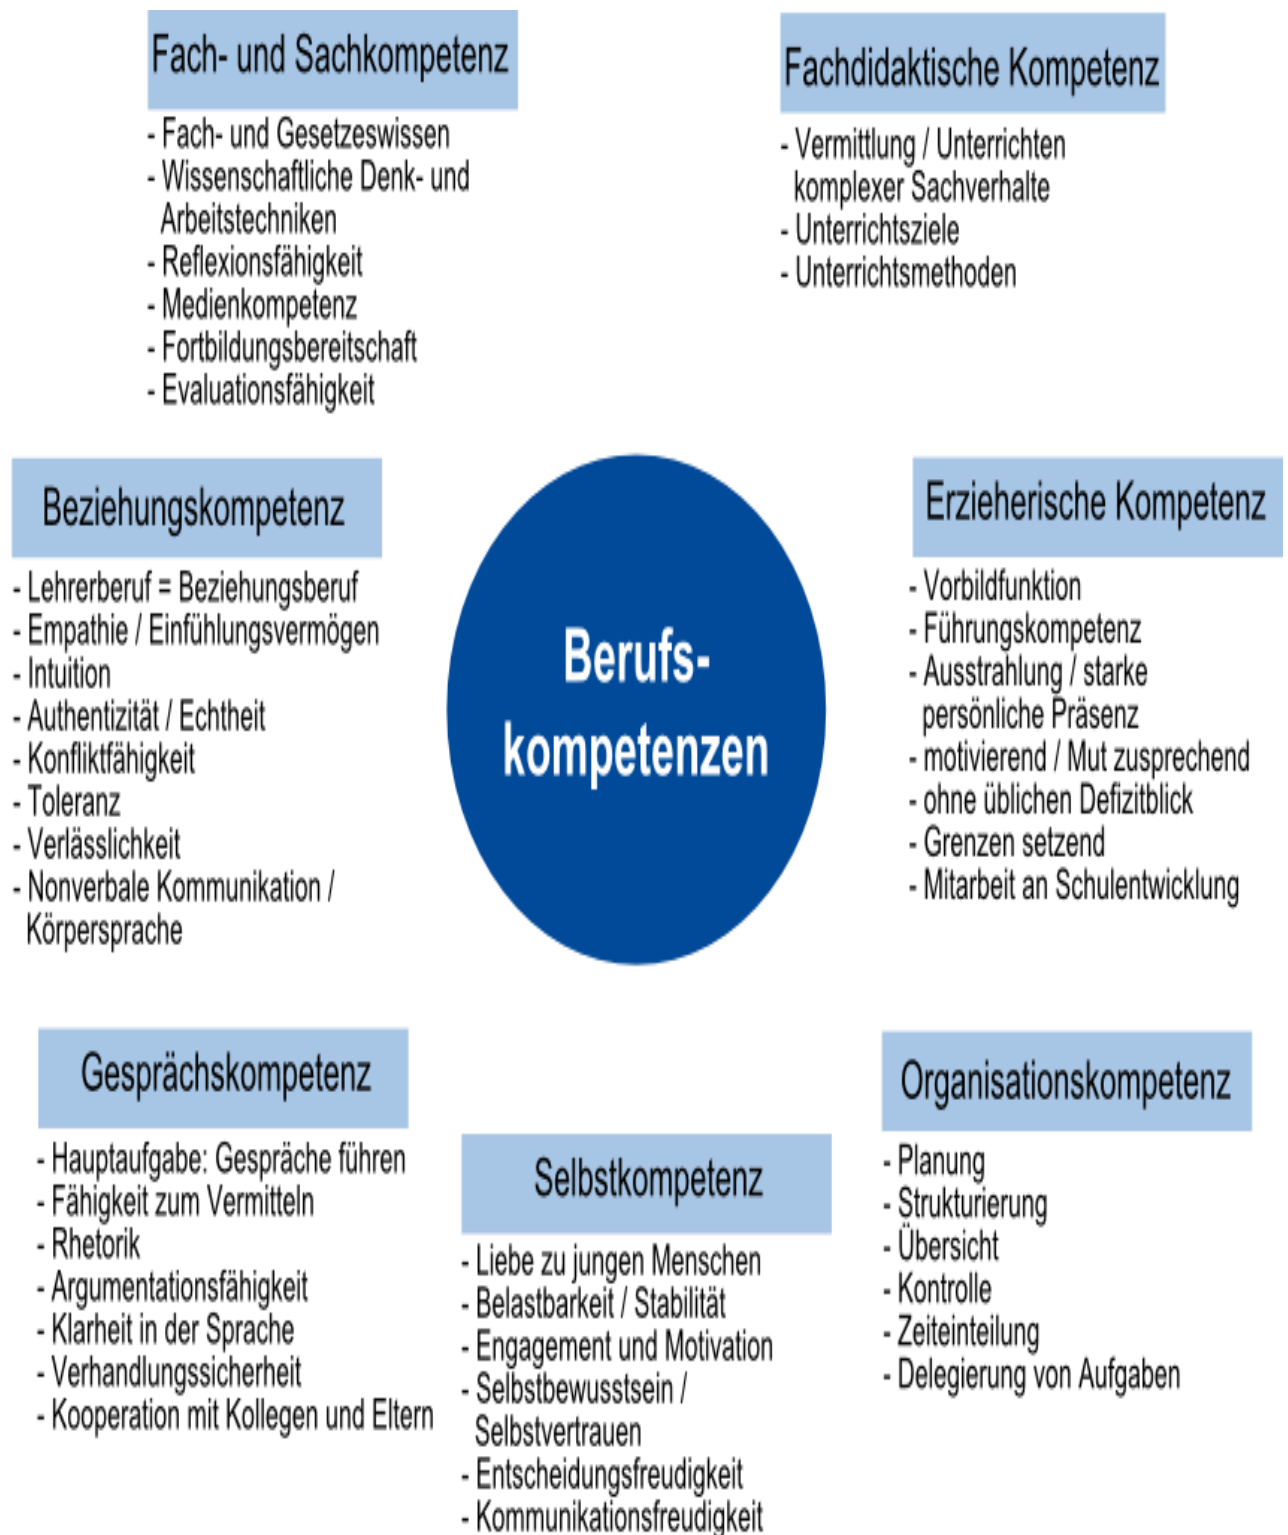 Fach- und Sachkompetenz
- Fach- und Gesetzeswissen
- Wissenschaftliche Denk- und
Arbeitstechniken
- Reflexionsfähigkeit
- Medienkompetenz
- Fortbildungsbereitschaft
- Evaluationsfähigkeit
Fachdidaktische Kompetenz
- Vermittlung / Unterrichten
komplexer Sachverhalte
- Unterrichtsziele
- Unterrichtsmethoden
Beziehungskompetenz
- Lehrerberuf = Beziehungsberuf
- Empathie / Einfühlungsvermögen
- Intuition
- Authentizität / Echtheit
- Konfliktfähigkeit
- Toleranz
- Verlässlichkeit
- Nonverbale Kommunikation /
Körpersprache
Berufs-
kompetenzen
Erzieherische Kompetenz
- Vorbildfunktion
- Führungskompetenz
- Ausstrahlung / starke
persönliche Präsenz
- motivierend / Mut zusprechend
- ohne üblichen Defizitblick
- Grenzen setzend
- Mitarbeit an Schulentwicklung
Gesprächskompetenz
- Hauptaufgabe: Gespräche führen
- Fähigkeit zum Vermitteln
- Rhetorik
- Argumentationsfähigkeit
- Klarheit in der Sprache
- Verhandlungssicherheit
- Kooperation mit Kollegen und Eltern
Selbstkompetenz
- Liebe zu jungen Menschen
- Belastbarkeit / Stabilität
- Engagement und Motivation
- Selbstbewusstsein /
Selbstvertrauen
- Entscheidungsfreudigkeit
- Kommunikationsfreudigkeit
Organisationskompetenz
- Planung
- Strukturierung
- Übersicht
- Kontrolle
- Zeiteinteilung
- Delegierung von Aufgaben